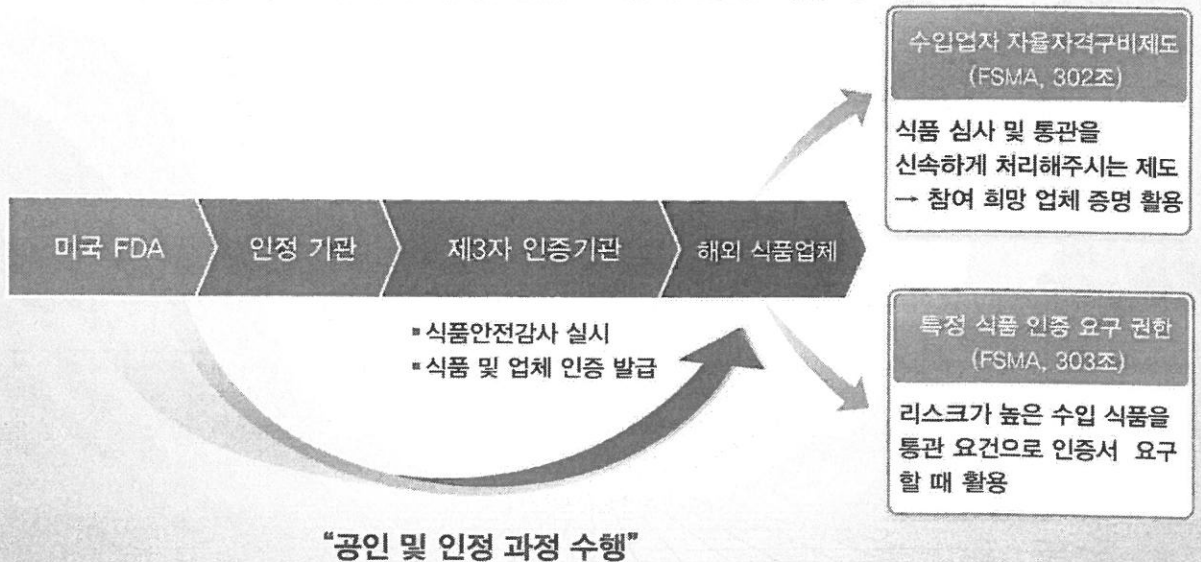 미국 FDA
인정 기관
제3자 인증기관
해외 식품업체
▪ 식품안전감사 실시
▪ 식품 및 업체 인증 발급
“공인 및 인정 과정 수행”
수입업자 자율자격구비제도
(FSMA, 302조)
식품 심사 및 통관을
신속하게 처리해주시는 제도
→ 참여 희망 업체 증명 활용
특정 식품 인증 요구 권한
(FSMA, 303조)
리스크가 높은 수입 식품을
통관 요건으로 인증서 요구
할 때 활용